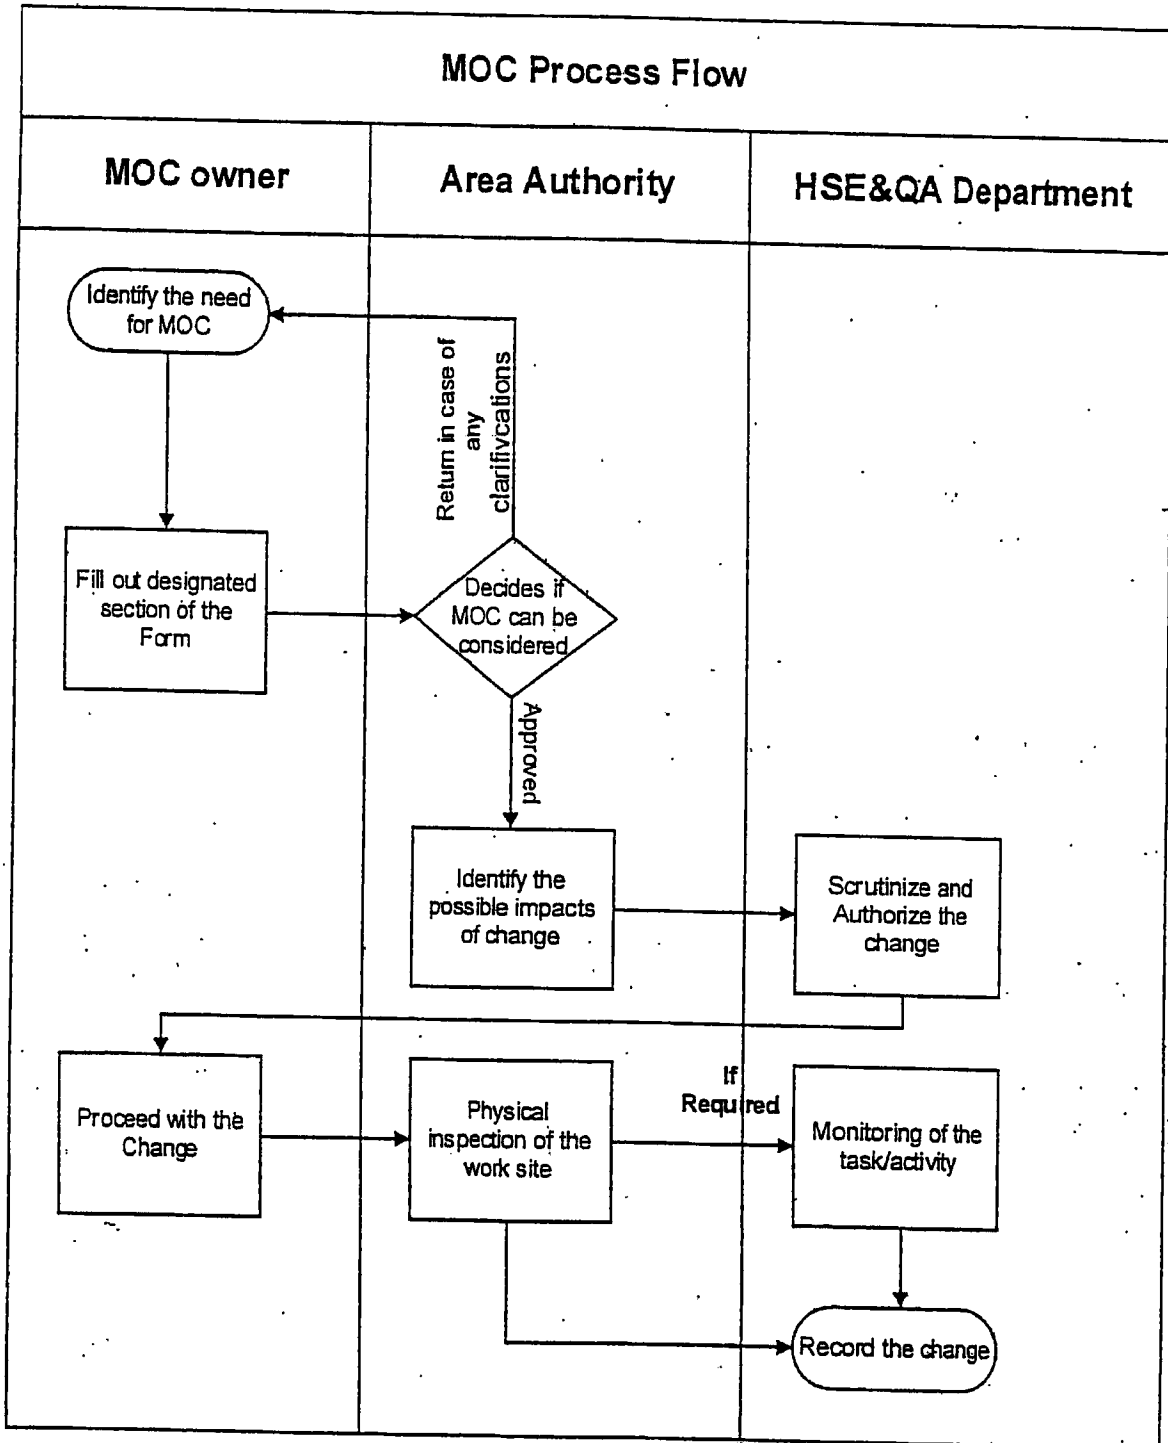 MOC Process Flow
MOC owner
Area Authority
HSE&QA Department
Identify the need
for MOC
Return in case of
any
clarifivcations
Fill out designated
section of the
Form
Decides if
MOC can be
considered
Approved
Identify the
possible impacts
of change
Scrutinize and
Authorize the
change
Proceed with the
Change
Physical
inspection of the
work site
If
Required
Monitoring of the
task/activity
Record the change